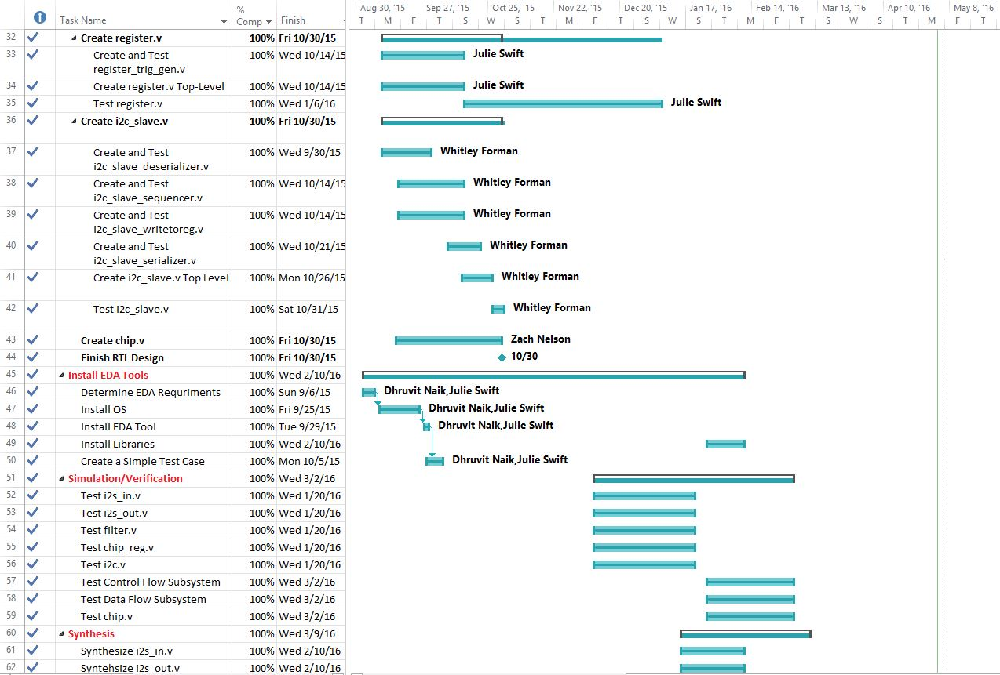 Aug 30, '15 Sep 27, '15 Oct 25, '15 Nov 22, '15 Dec 20, '15 Jan 17, '16 Feb 14, '16 Mar 13, '16 Apr 10, '16 May 8, '16
% 
Task Name Comp Finish T M F T S W S T M F T S W S T M F T S W S T M F T
32 Create register.v 100% Fri 10/30/15
33 Create and Test 100% Wed 10/14/15 Julie Swift
register_trig_gen.v
34 Create register.v Top-Level 100% Wed 10/14/15 Julie Swift
35 Test register.v 100% Wed 1/6/16 Julie Swift
36 Create i2c_slave.v 100% Fri 10/30/15
37 Create and Test 100% Wed 9/30/15 Whitley Forman
i2c_slave_deserializer.v
38 Create and Test 100% Wed 10/14/15 Whitley Forman
i2c_slave_sequencer.v
39 Create and Test 100% Wed 10/14/15 Whitley Forman
i2c_slave_writetoreg.v
40 Create and Test 100% Wed 10/21/15 Whitley Forman
i2c_slave_serializer.v
41 Create i2c_slave.v Top Level 100% Mon 10/26/15 Whitley Forman
42 Test i2c_slave.v 100% Sat 10/31/15 Whitley Forman
43 Create chip.v 100% Fri 10/30/15 Zach Nelson
44 Finish RTL Design 100% Fri 10/30/15 10/30
45 Install EDA Tools 100% Wed 2/10/16
46 Determine EDA Requriments 100% Sun 9/6/15 Dhruvit Naik,Julie Swift
47 Install OS 100% Fri 9/25/15 Dhruvit Naik,Julie Swift
48 Install EDA Tool 100% Tue 9/29/15 Dhruvit Naik,Julie Swift
49 Install Libraries 100% Wed 2/10/16
50 Create a Simple Test Case 100% Mon 10/5/15 Dhruvit Naik,Julie Swift
51 Simulation/Verification 100% Wed 3/2/16
52 Test i2s_in.v 100% Wed 1/20/16
53 Test i2s_out.v 100% Wed 1/20/16
54 Test filter.v 100% Wed 1/20/16
55 Test chip_reg.v 100% Wed 1/20/16
56 Test i2c.v 100% Wed 1/20/16
57 Test Control Flow Subsystem 100% Wed 3/2/16
58 Test Data Flow Subsystem 100% Wed 3/2/16
59 Test chip.v 100% Wed 3/2/16
60 Synthesis 100% Wed 3/9/16
61 Synthesize i2s_in.v 100% Wed 2/10/16
62 Syntehsize i2s_out.v 100% Wed 2/10/16